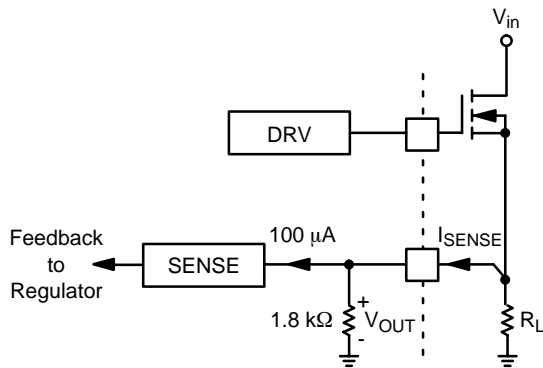 Vin
DRV
Feedback
to
Regulator
SENSE
100 μA
ISENSE
1.8 kΩ
+
VOUT
-
RL